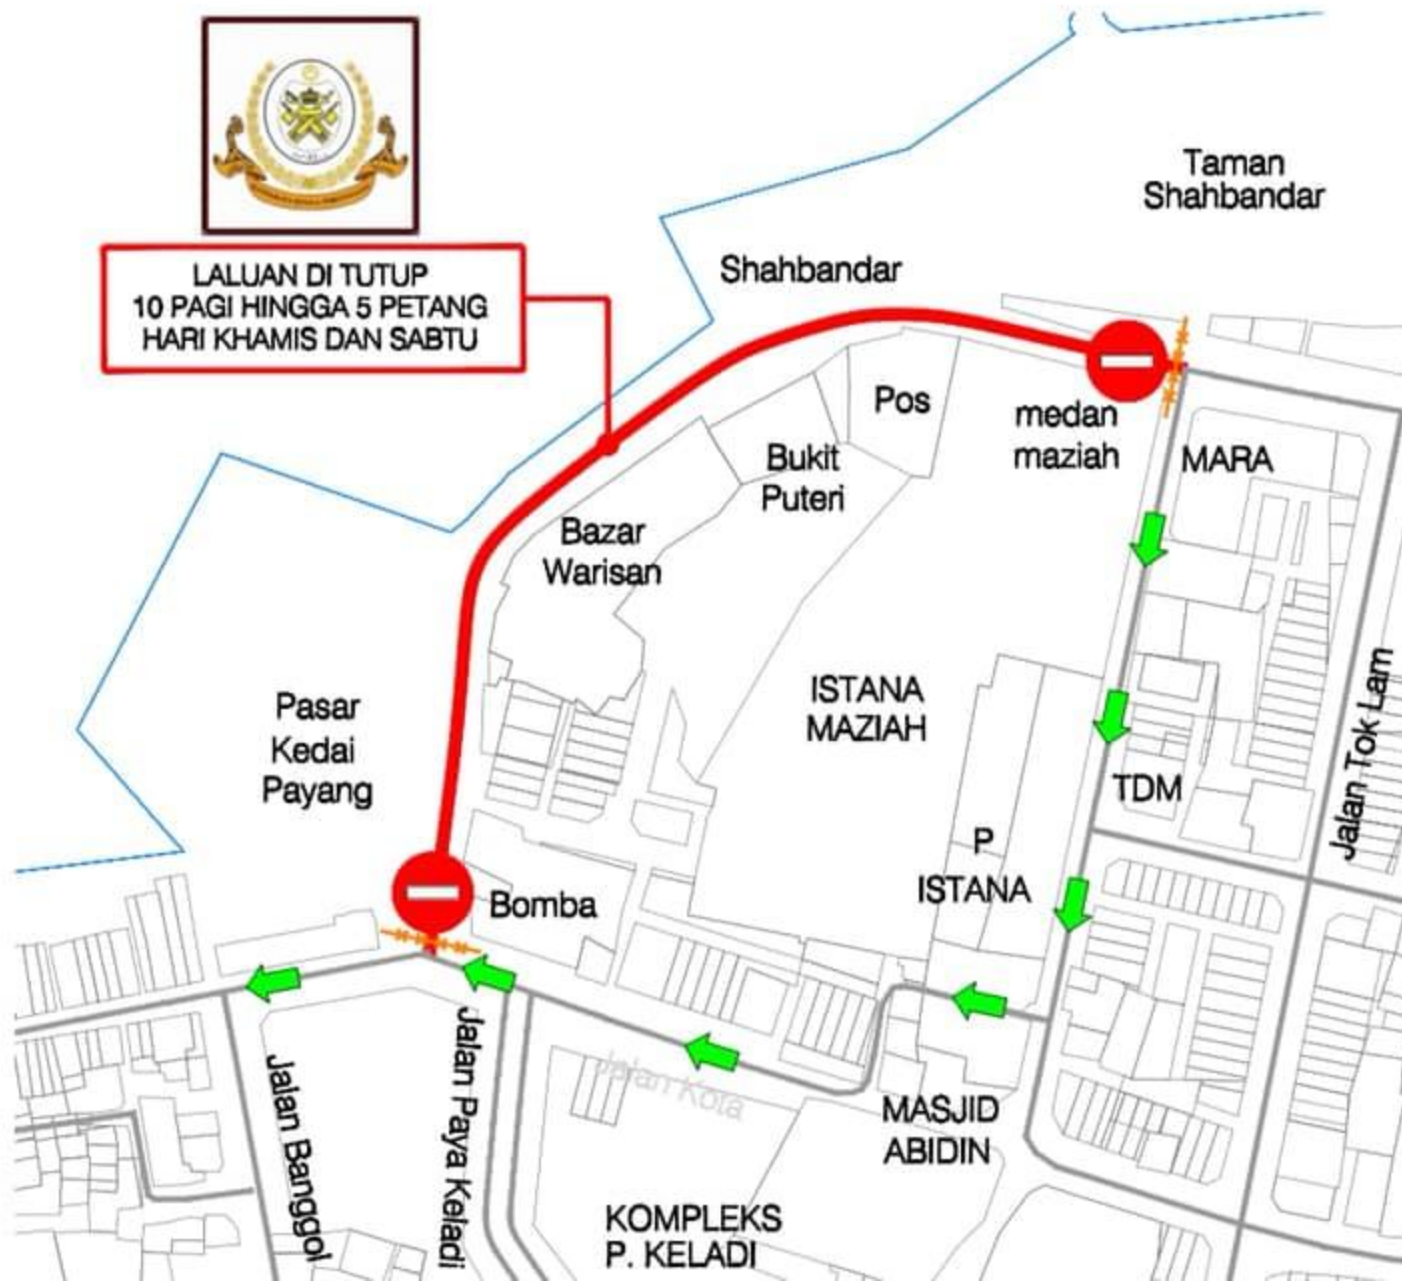 Taman
Shahbandar
LALUAN DI TUTUP
10 PAGI HINGGA 5 PETANG
HARI KHAMIS DAN SABTU
Shahbandar
Pos
medan
maziah
MARA
Bukit
Puteri
Bazar
Warisan
ISTANA
MAZIAH
Pasar
Kedai
Payang
Jalan Tok Lam
TDM
P
ISTANA
Bomba
Jalan Kota
Jalan Banggol
Jalan Paya Keladi
MASJID
ABIDIN
KOMPLEKS
P. KELADI